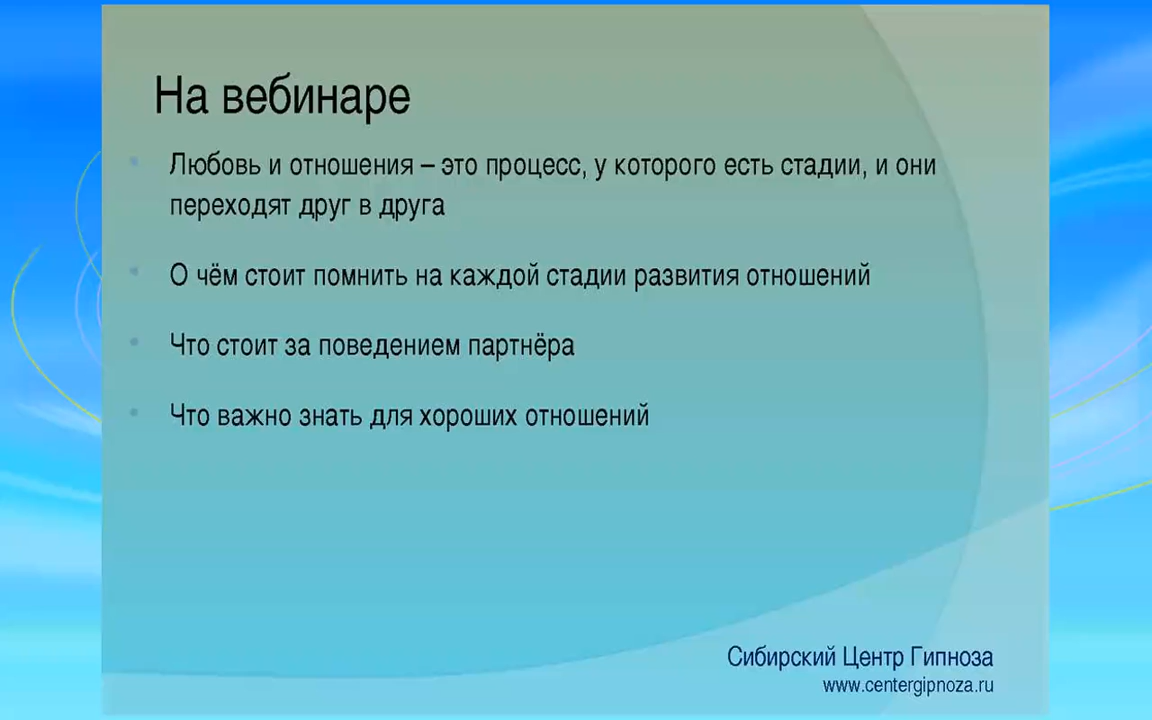 На вебинаре
• Любовь и отношения – это процесс, у которого есть стадии, и они
переходят друг в друга
• О чём стоит помнить на каждой стадии развития отношений
• Что стоит за поведением партнёра
• Что важно знать для хороших отношений
Сибирский Центр Гипноза
www.centergipnoza.ru